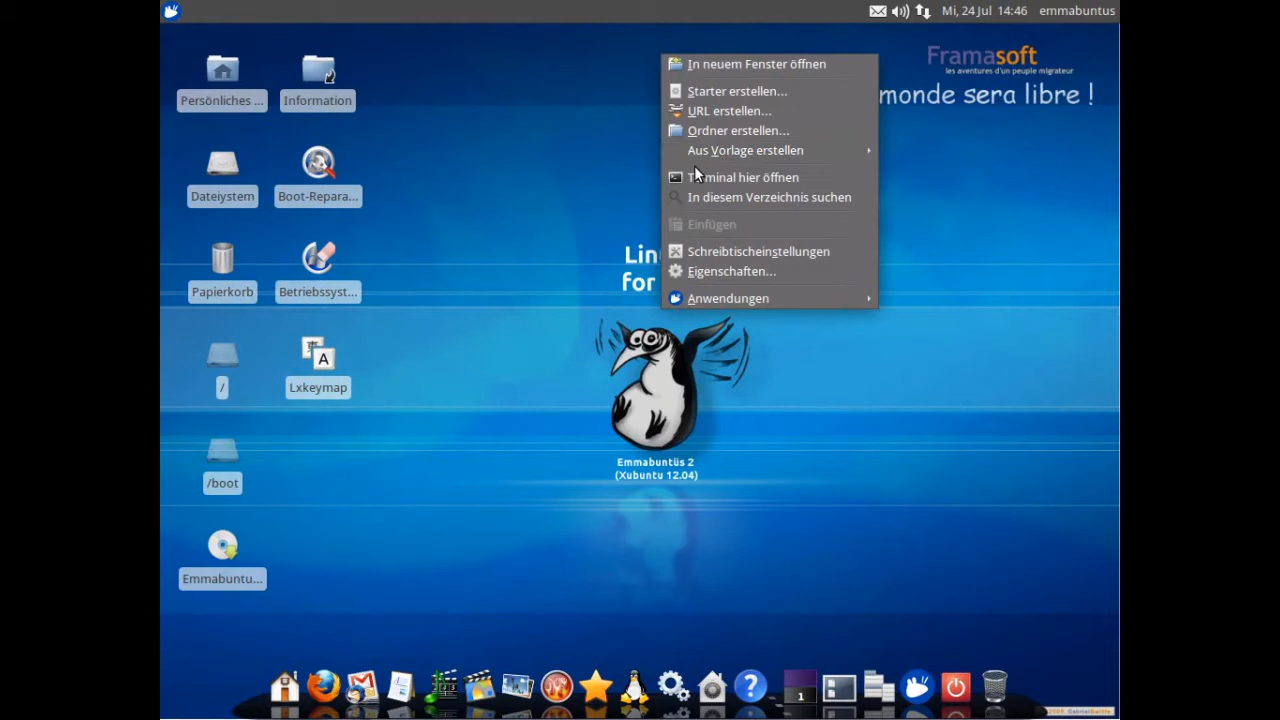 Mi, 24 Jul 14:46 emmabuntus
Framasoft
les aventures d'un peuple migrateur
monde sera libre !
Persönliches ...
Information
Dateiystem
Boot-Repara...
Papierkorb
Betriebssyst...
/
Lxkeymap
/boot
Emmabuntu...
In neuem Fenster öffnen
Starter erstellen...
URL erstellen...
Ordner erstellen...
Aus Vorlage erstellen
Terminal hier öffnen
In diesem Verzeichnis suchen
Einfügen
Schreibtischeinstellungen
Eigenschaften...
Anwendungen
Lin
for
Emmabuntüs 2
(Xubuntu 12.04)
1